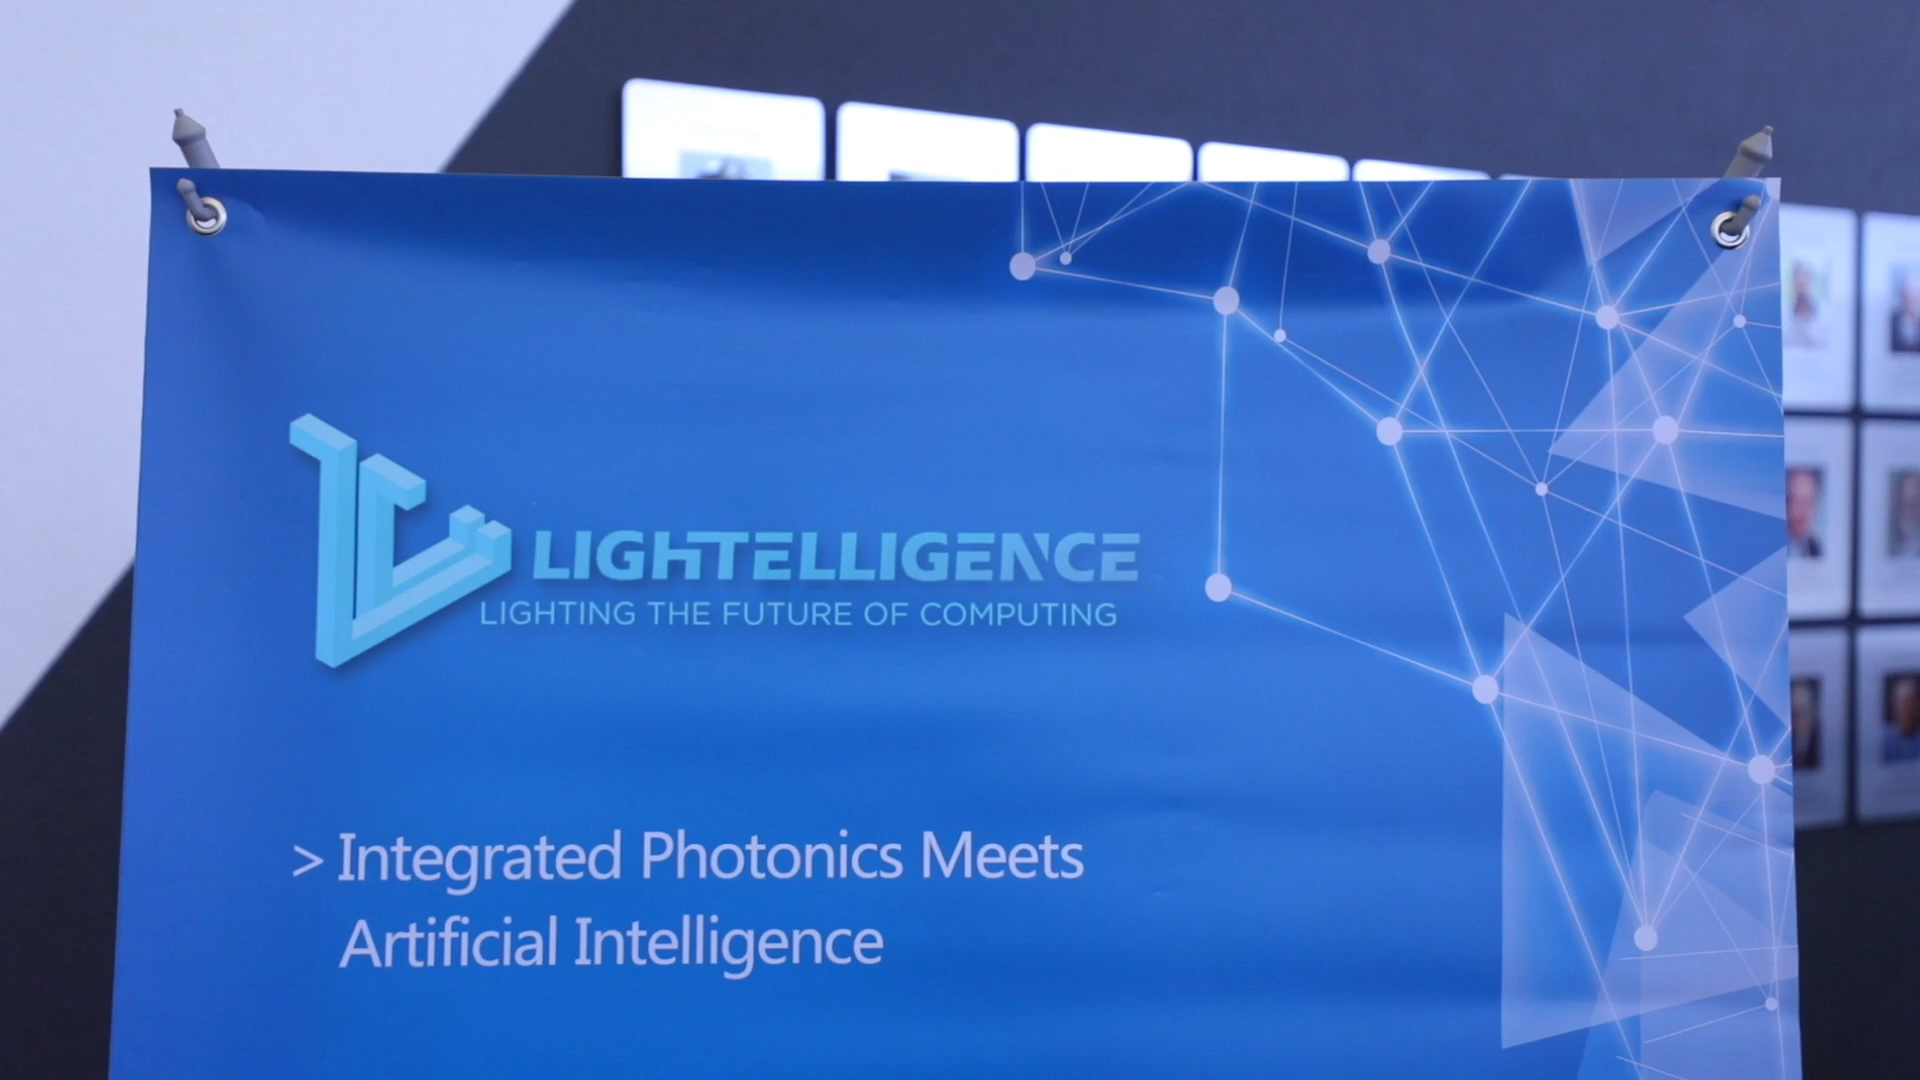 LIGHTELLIGENCE
LIGHTING THE FUTURE OF COMPUTING
> Integrated Photonics Meets
Artificial Intelligence